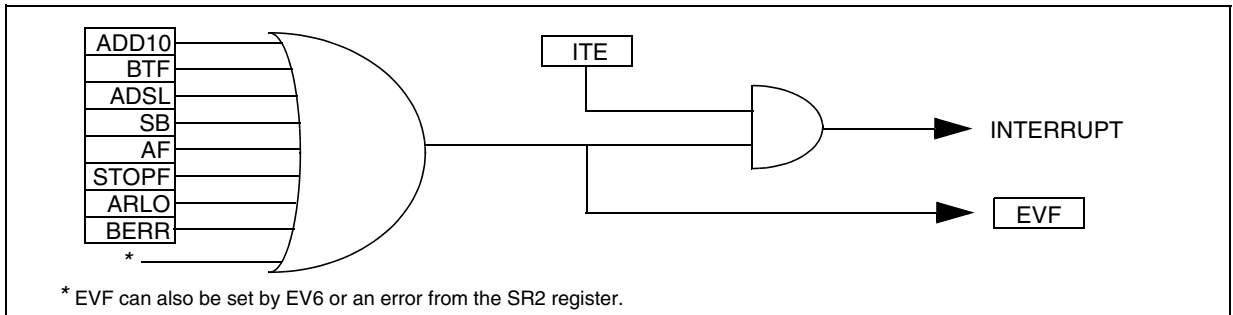 ADD10
BTF
ADSL
SB
AF
STOPF
ARLO
BERR
*
ITE
INTERRUPT
EVF
* EVF can also be set by EV6 or an error from the SR2 register.